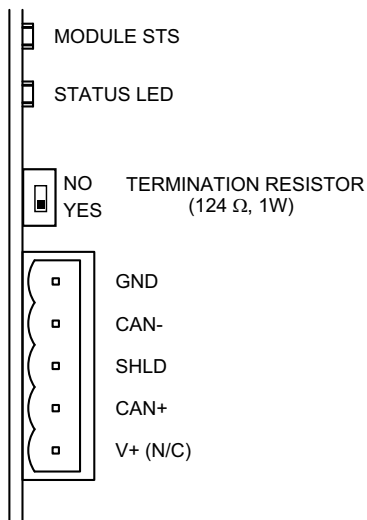 MODULE STS
STATUS LED
NO
YES
TERMINATION RESISTOR
(124 Ω, 1W)
GND
CAN-
SHLD
CAN+
V+ (N/C)